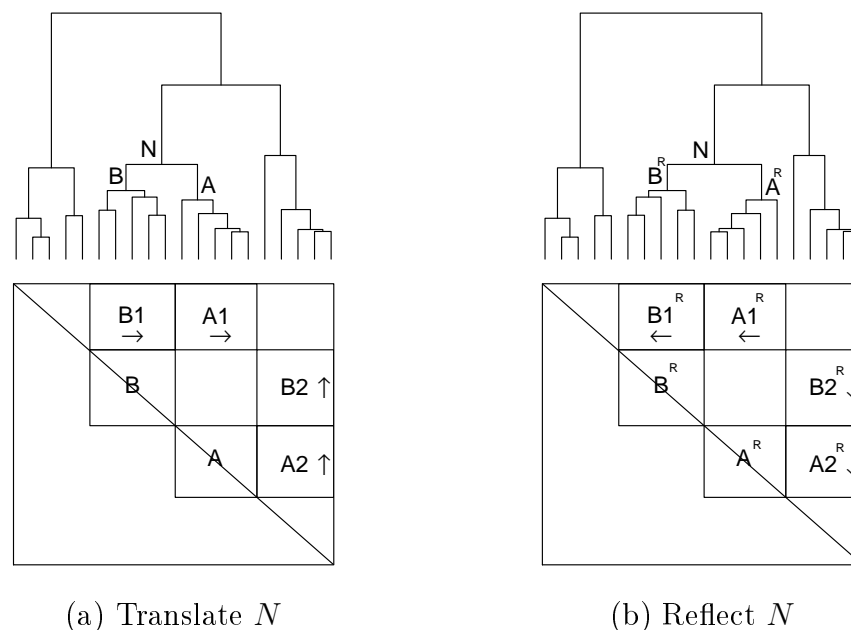 N N
B A B R A R
B1 → A1 → B1 R ← A1 R ←
B B2 ↑ B R B2 R
A A2 ↑ A R A2 R
(a) Translate N (b) Reflect N